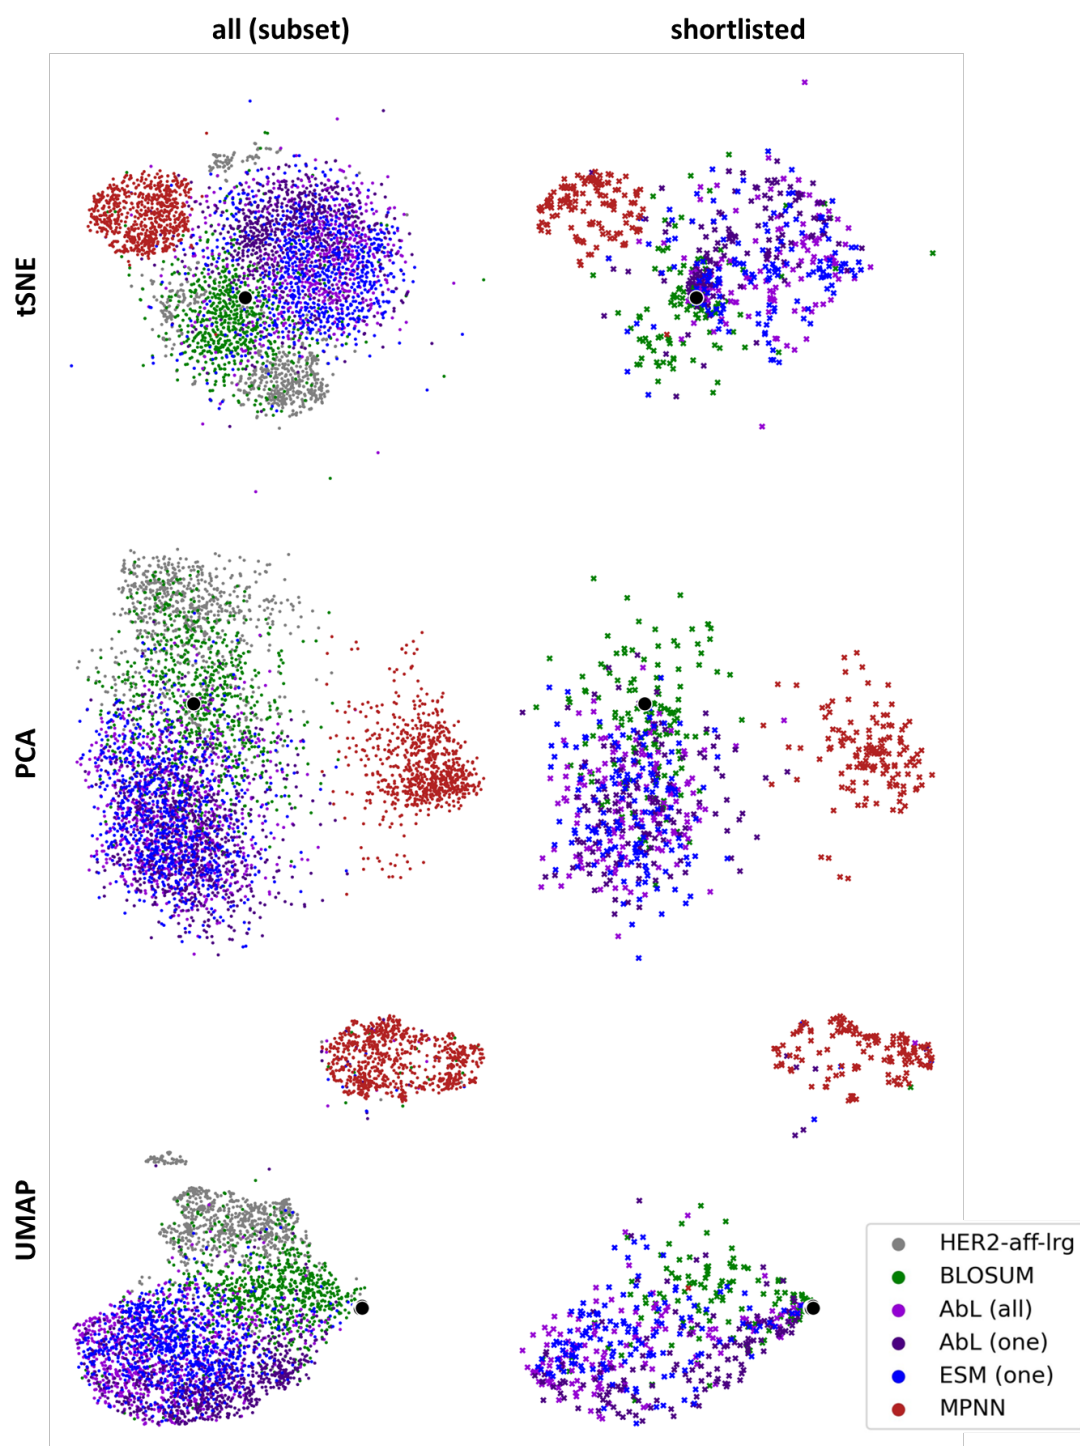 all (subset)
shortlisted
tSNE
PCA
UMAP
HER2-aff-lrg
BLOSUM
AbL (all)
AbL (one)
ESM (one)
MPNN